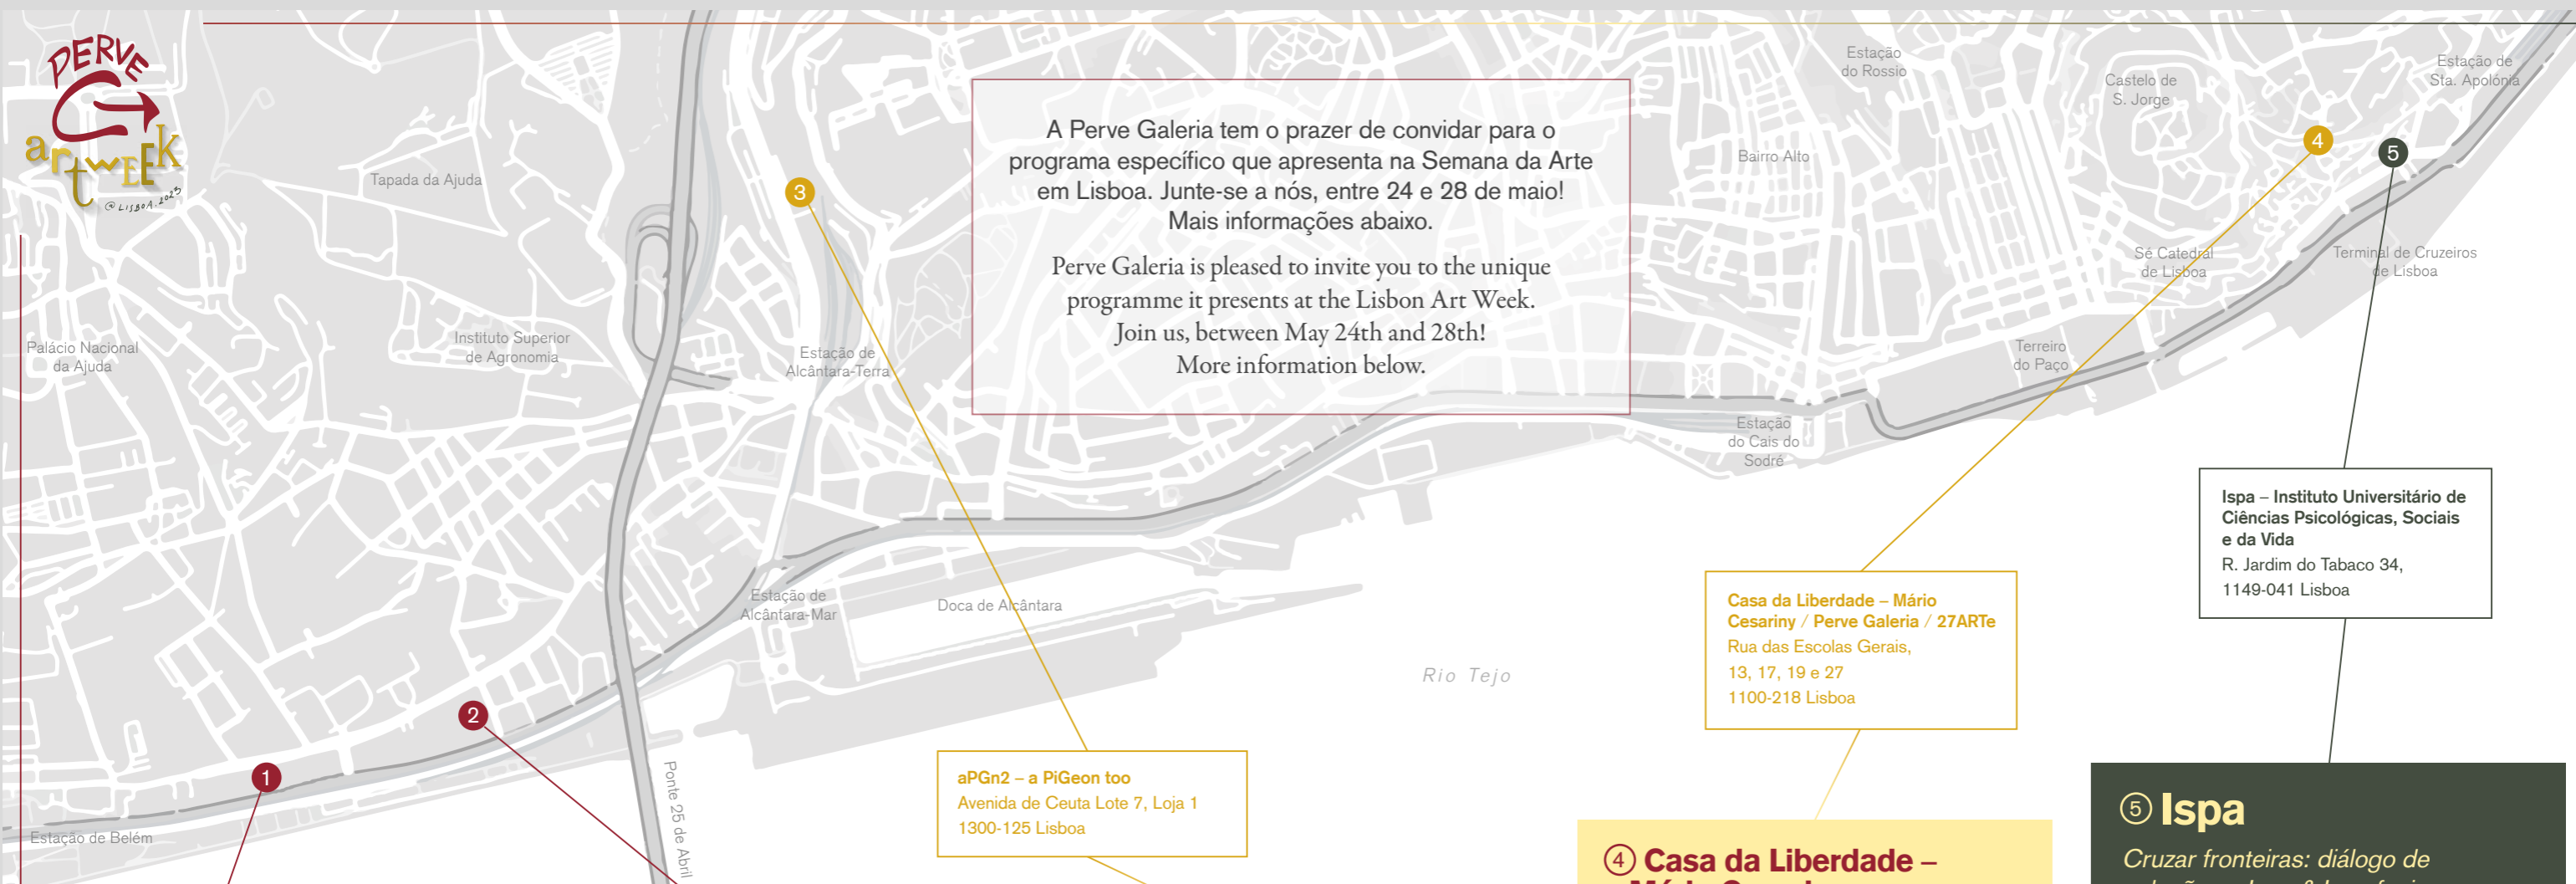 PERVE
artweEk
@LISBOA.2023
Estação
do Rossio
Castelo de
S. Jorge
Estação de
Sta. Apolónia
A Perve Galeria tem o prazer de convidar para o
programa específico que apresenta na Semana da Arte
em Lisboa. Junte-se a nós, entre 24 e 28 de maio!
Mais informações abaixo.
Perve Galeria is pleased to invite you to the unique
programme it presents at the Lisbon Art Week.
Join us, between May 24th and 28th!
More information below.
Tapada da Ajuda
3
Bairro Alto
4
5
Sé Catedral
de Lisboa
Terminal de Cruzeiros
de Lisboa
Palácio Nacional
da Ajuda
Instituto Superior
de Agronomia
Estação de
Alcântara-Terra
Terreiro
do Paço
Estação
do Cais do
Sodré
Ispa – Instituto Universitário de
Ciências Psicológicas, Sociais
e da Vida
R. Jardim do Tabaco 34,
1149-041 Lisboa
Estação de
Alcântara-Mar
Doca de Alcântara
Casa da Liberdade – Mário
Cesariny / Perve Galeria / 27ARTe
Rua das Escolas Gerais,
13, 17, 19 e 27
1100-218 Lisboa
Rio Tejo
2
1
Estação de Belém
Ponte 25 de Abril
aPGn2 – a PiGeon too
Avenida de Ceuta Lote 7, Loja 1
1300-125 Lisboa
4 Casa da Liberdade –
5 Ispa
Cruzar fronteiras: diálogo de